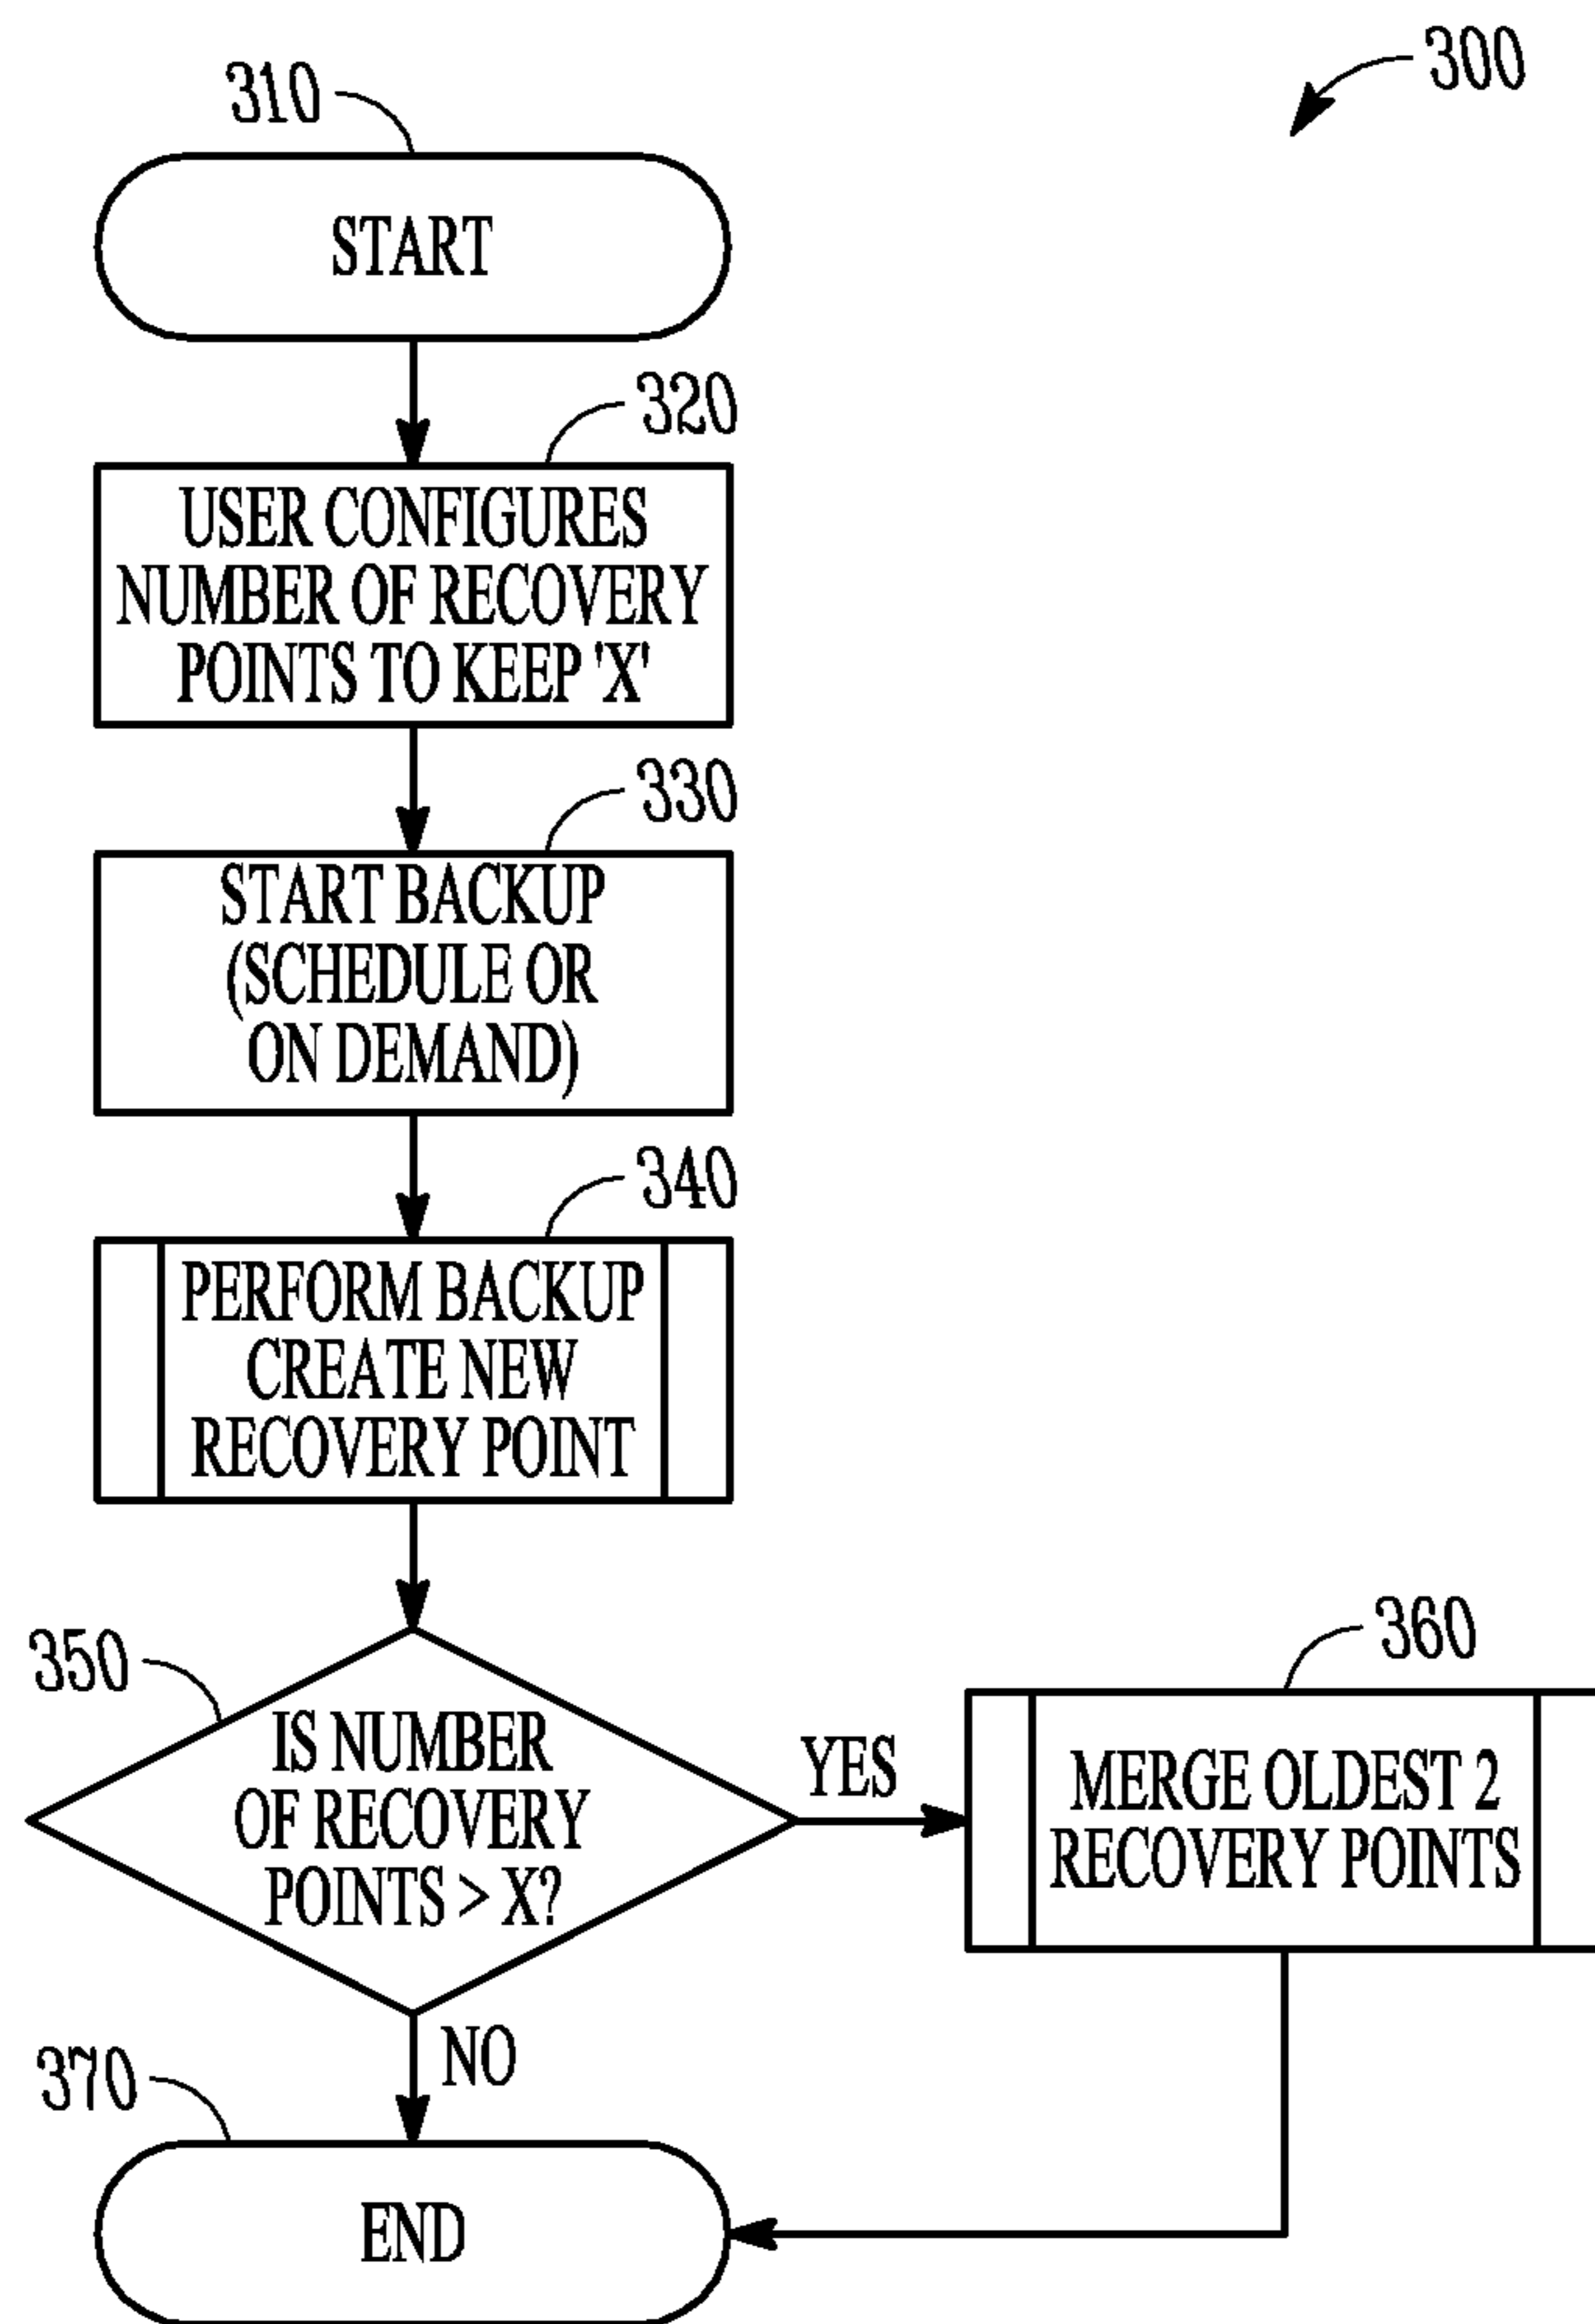 300
310
START
320
USER CONFIGURES
NUMBER OF RECOVERY
POINTS TO KEEP 'X'
330
START BACKUP
(SCHEDULE OR
ON DEMAND)
340
PERFORM BACKUP
CREATE NEW
RECOVERY POINT
350
IS NUMBER
OF RECOVERY
POINTS > X?
YES
360
MERGE OLDEST 2
RECOVERY POINTS
NO
370
END